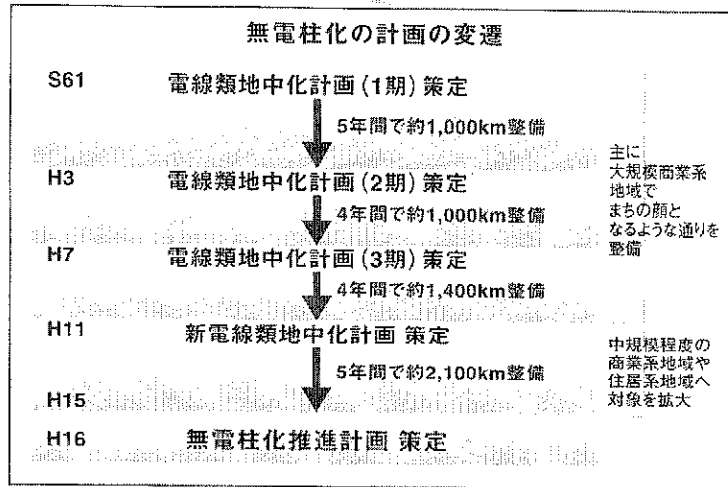 無電柱化の計画の変遷
S61 電線類地中化計画(1期)策定
5年間で約1,000km整備
H3 電線類地中化計画(2期)策定
4年間で約1,000km整備
主に
大規模商業系
地域で
まちの顔と
なるような通りを
整備
H7 電線類地中化計画(3期)策定
4年間で約1,400km整備
H11 新電線類地中化計画 策定
5年間で約2,100km整備
中規模程度の
商業系地域や
住居系地域へ
対象を拡大
H15
H16 無電柱化推進計画 策定